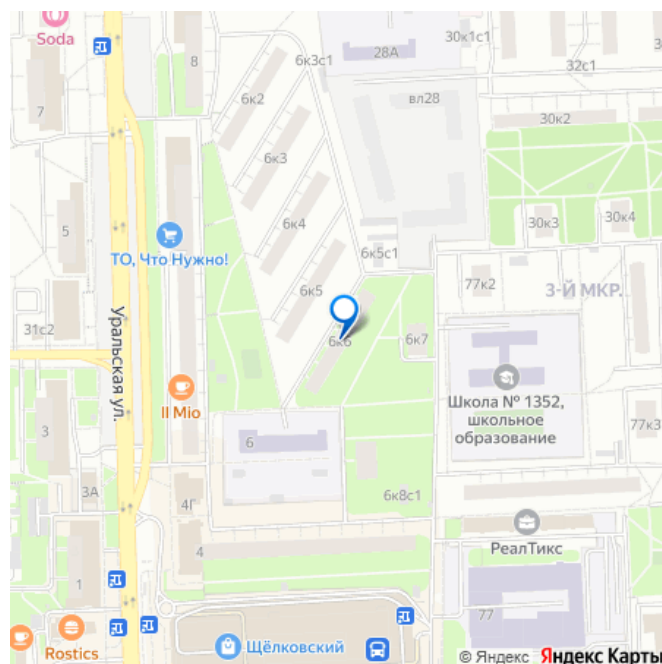 Soda
6к3с1
28А
30к1с1
8
32с1
7
6к2
вл28
30к2
6к3
6к4
30к3
30к4
5
ТО, Что Нужно!
6к5с1
77к2
3-Й МКР.
6к5
31с2
Уральская ул.
6к6
6к7
Il Mio
Школа № 1352,
школьное
образование
3
6
77к3
3А
4Г
6к8с1
РеалТикс
4
1
77
Щёлковский
Rostics
© Яндекс Яндекс Карты